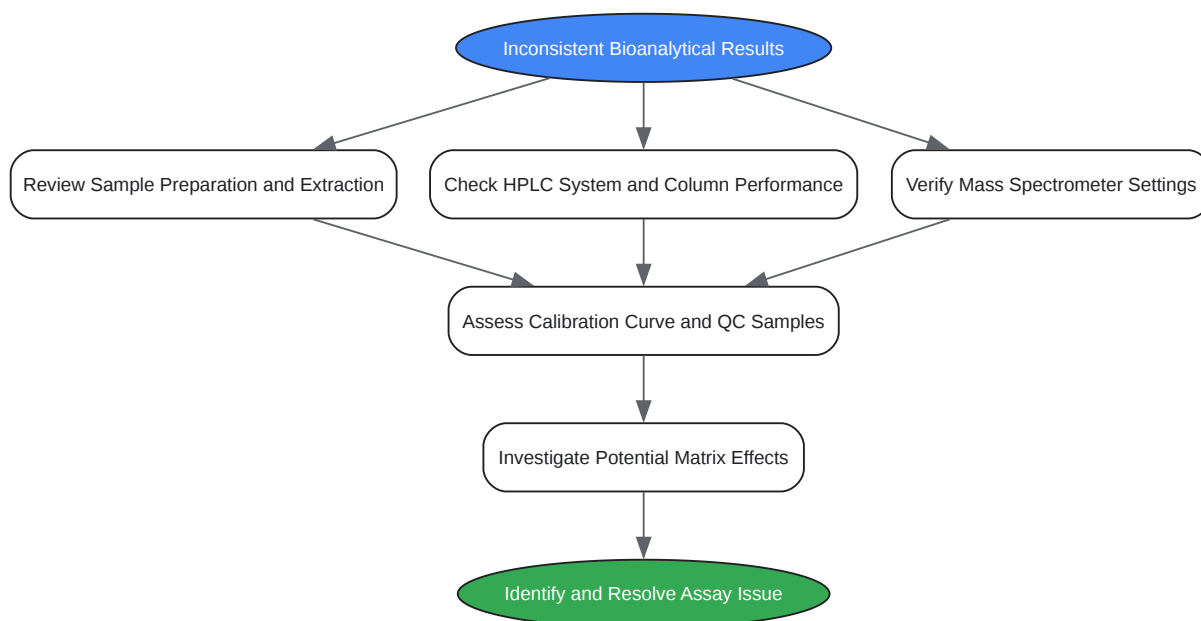 Inconsistent Bioanalytical Results
Review Sample Preparation and Extraction
Check HPLC System and Column Performance
Verify Mass Spectrometer Settings
Assess Calibration Curve and QC Samples
Investigate Potential Matrix Effects
Identify and Resolve Assay Issue